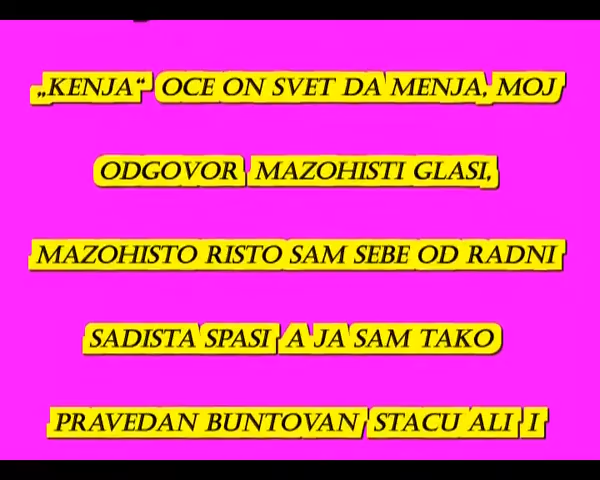 „KENJA“ OCE ON SVET DA MENJA, MOJ
ODGOVOR MAZOHISTI GLASI,
MAZOHISTO RISTO SAM SEBE OD RADNI
SADISTA SPASI A JA SAM TAKO
PRAVEDAN BUNTOVAN STACU ALI I